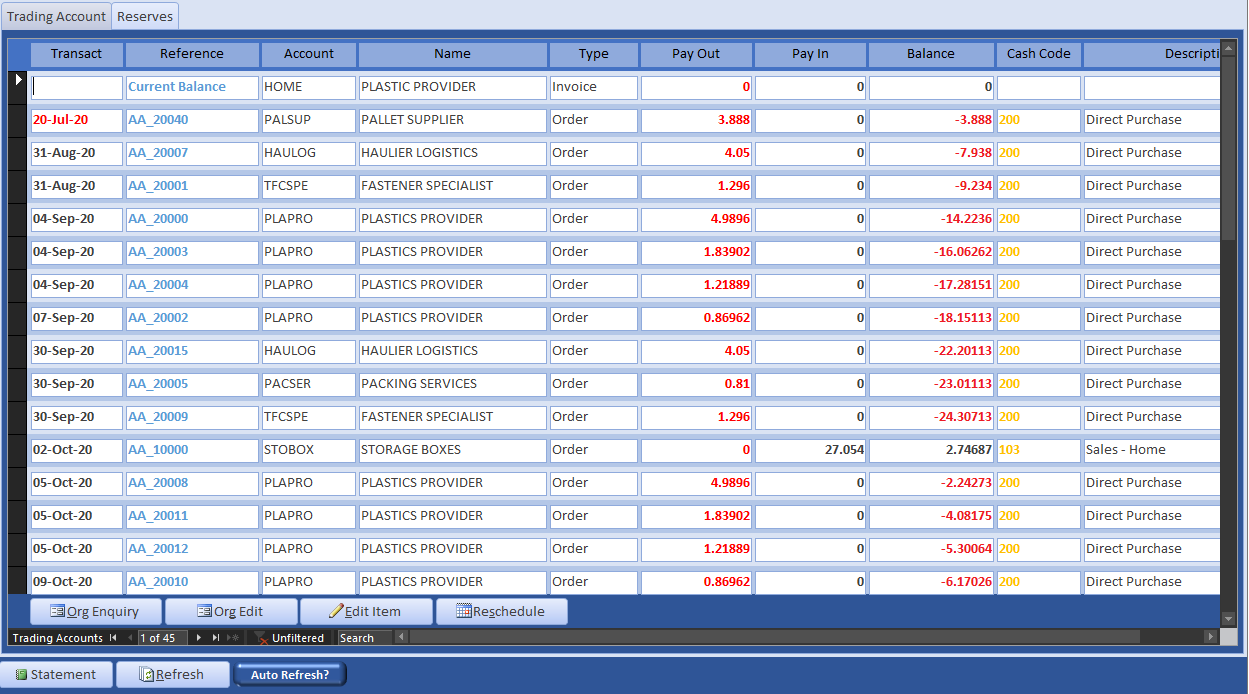 Trading Account Reserves
Transact Reference Account Name Type Pay Out Pay In Balance Cash Code Descripti
Current Balance HOME PLASTIC PROVIDER Invoice 0 0 0
20-Jul-20 AA_20040 PALSUP PALLET SUPPLIER Order 3.888 0 -3.888 200 Direct Purchase
31-Aug-20 AA_20007 HAULOG HAULIER LOGISTICS Order 4.05 0 -7.938 200 Direct Purchase
31-Aug-20 AA_20001 TFCSPE FASTENER SPECIALIST Order 1.296 0 -9.234 200 Direct Purchase
04-Sep-20 AA_20000 PLAPRO PLASTICS PROVIDER Order 4.9896 0 -14.2236 200 Direct Purchase
04-Sep-20 AA_20003 PLAPRO PLASTICS PROVIDER Order 1.83902 0 -16.06262 200 Direct Purchase
04-Sep-20 AA_20004 PLAPRO PLASTICS PROVIDER Order 1.21889 0 -17.28151 200 Direct Purchase
07-Sep-20 AA_20002 PLAPRO PLASTICS PROVIDER Order 0.86962 0 -18.15113 200 Direct Purchase
30-Sep-20 AA_20015 HAULOG HAULIER LOGISTICS Order 4.05 0 -22.20113 200 Direct Purchase
30-Sep-20 AA_20005 PACSER PACKING SERVICES Order 0.81 0 -23.01113 200 Direct Purchase
30-Sep-20 AA_20009 TFCSPE FASTENER SPECIALIST Order 1.296 0 -24.30713 200 Direct Purchase
02-Oct-20 AA_10000 STOBOX STORAGE BOXES Order 0 27.054 2.74687 103 Sales - Home
05-Oct-20 AA_20008 PLAPRO PLASTICS PROVIDER Order 4.9896 0 -2.24273 200 Direct Purchase
05-Oct-20 AA_20011 PLAPRO PLASTICS PROVIDER Order 1.83902 0 -4.08175 200 Direct Purchase
05-Oct-20 AA_20012 PLAPRO PLASTICS PROVIDER Order 1.21889 0 -5.30064 200 Direct Purchase
09-Oct-20 AA_20010 PLAPRO PLASTICS PROVIDER Order 0.86962 0 -6.17026 200 Direct Purchase
Org Enquiry Org Edit Edit Item Reschedule
Trading Accounts 1 of 45 Unfiltered Search
Statement Refresh Auto Refresh?